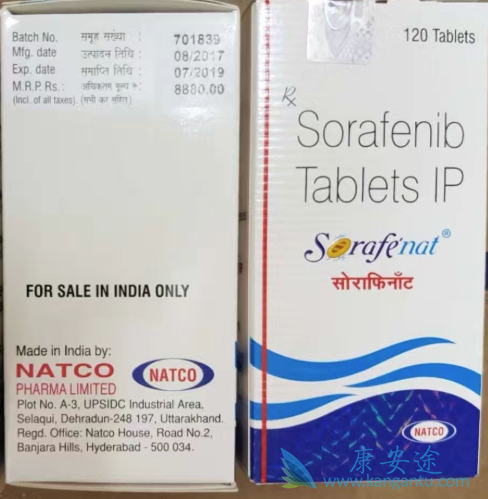 Batch No. समूह संख्या : 701839
Mfg. date उत्पादन तिथि : 08/2017
Exp. date समाप्ति तिथि : 07/2019
M.R.P Rs.: अधिकतम मूल्य रु: 8880.00
(Incl. of all taxes) (सभी कर सहित)
FOR SALE IN INDIA ONLY
Made in India by:
NATCO
PHARMA LIMITED
NATCO
Plot No. A-3, UPSIDC Industrial Area,
Selaqui, Dehradun-248 197, Uttarakhand.
Regd. Office: Natco House, Road No.2,
Banjara Hills, Hyderabad - 500 034.
120 Tablets
Rx
Sorafenib
Tablets IP
Sorafenat®
सोराफिनॉट
NATCO
康安途
www.kangantu.com